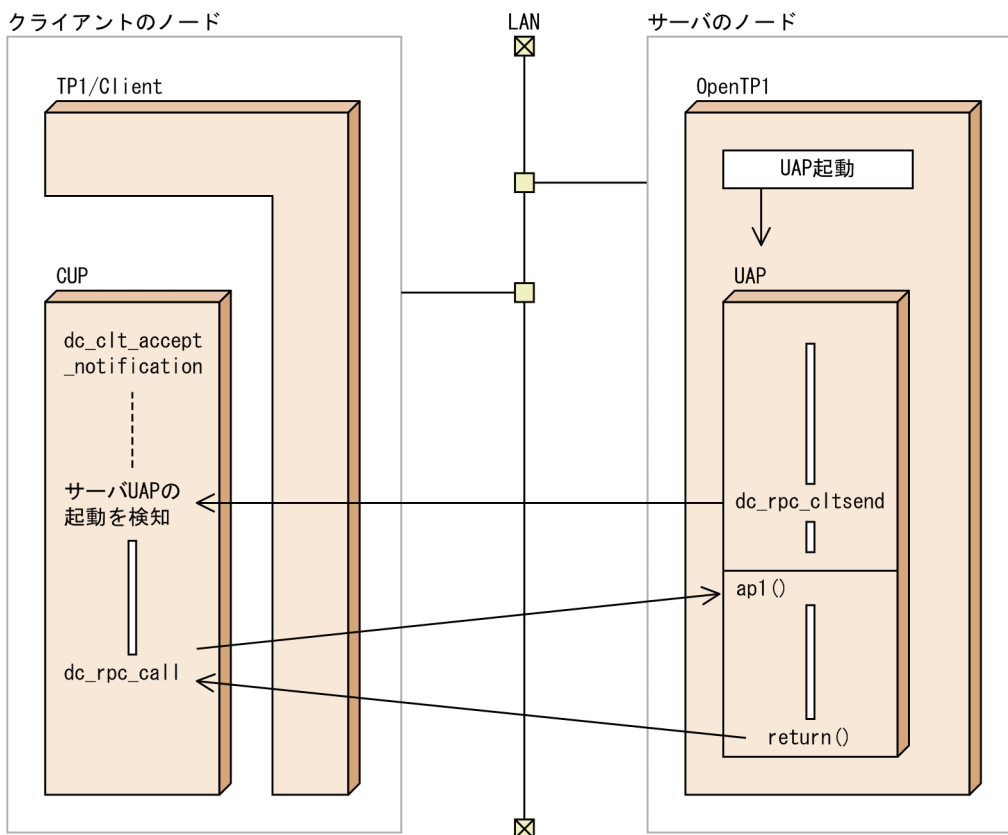 クライアントのノード
LAN
サーバのノード
TP1/Client
OpenTP1
UAP起動
CUP
UAP
dc_clt_accept
_notification
サーバUAPの
起動を検知
dc_rpc_cltsend
ap1()
dc_rpc_call
return()